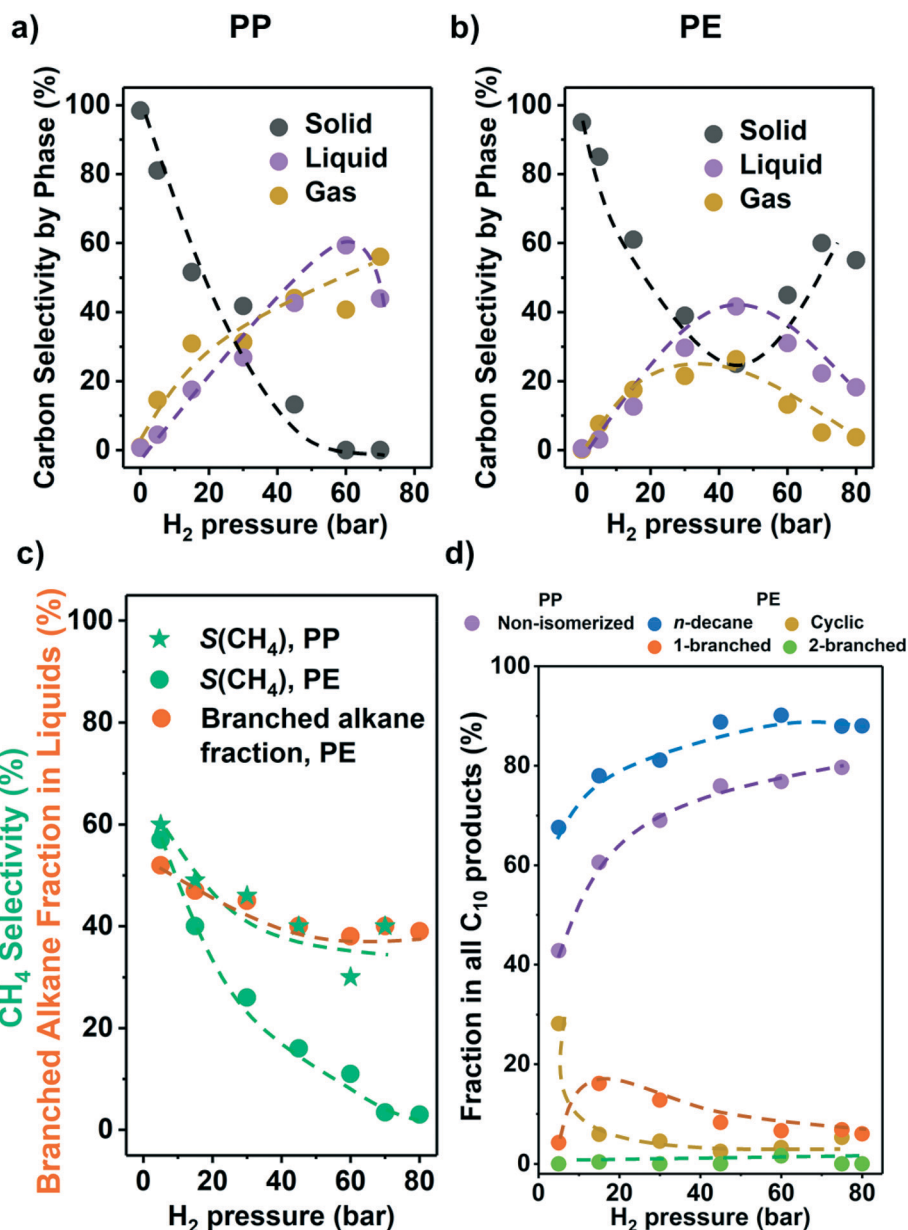 a)
PP
Carbon Selectivity by Phase (%)
100
80
60
40
20
0
Solid
Liquid
Gas
0 20 40 60 80
H₂ pressure (bar)
b)
PE
Carbon Selectivity by Phase (%)
100
80
60
40
20
0
Solid
Liquid
Gas
0 20 40 60 80
H₂ pressure (bar)
c)
CH₄ Selectivity (%)
Branched Alkane Fraction in Liquids (%)
100
80
60
40
20
0
S(CH₄), PP
S(CH₄), PE
Branched alkane
fraction, PE
0 20 40 60 80
H₂ pressure (bar)
d)
PP PE
Non-isomerized n-decane Cyclic
1-branched 2-branched
Fraction in all C₁₀ products (%)
100
80
60
40
20
0
0 20 40 60 80
H₂ pressure (bar)